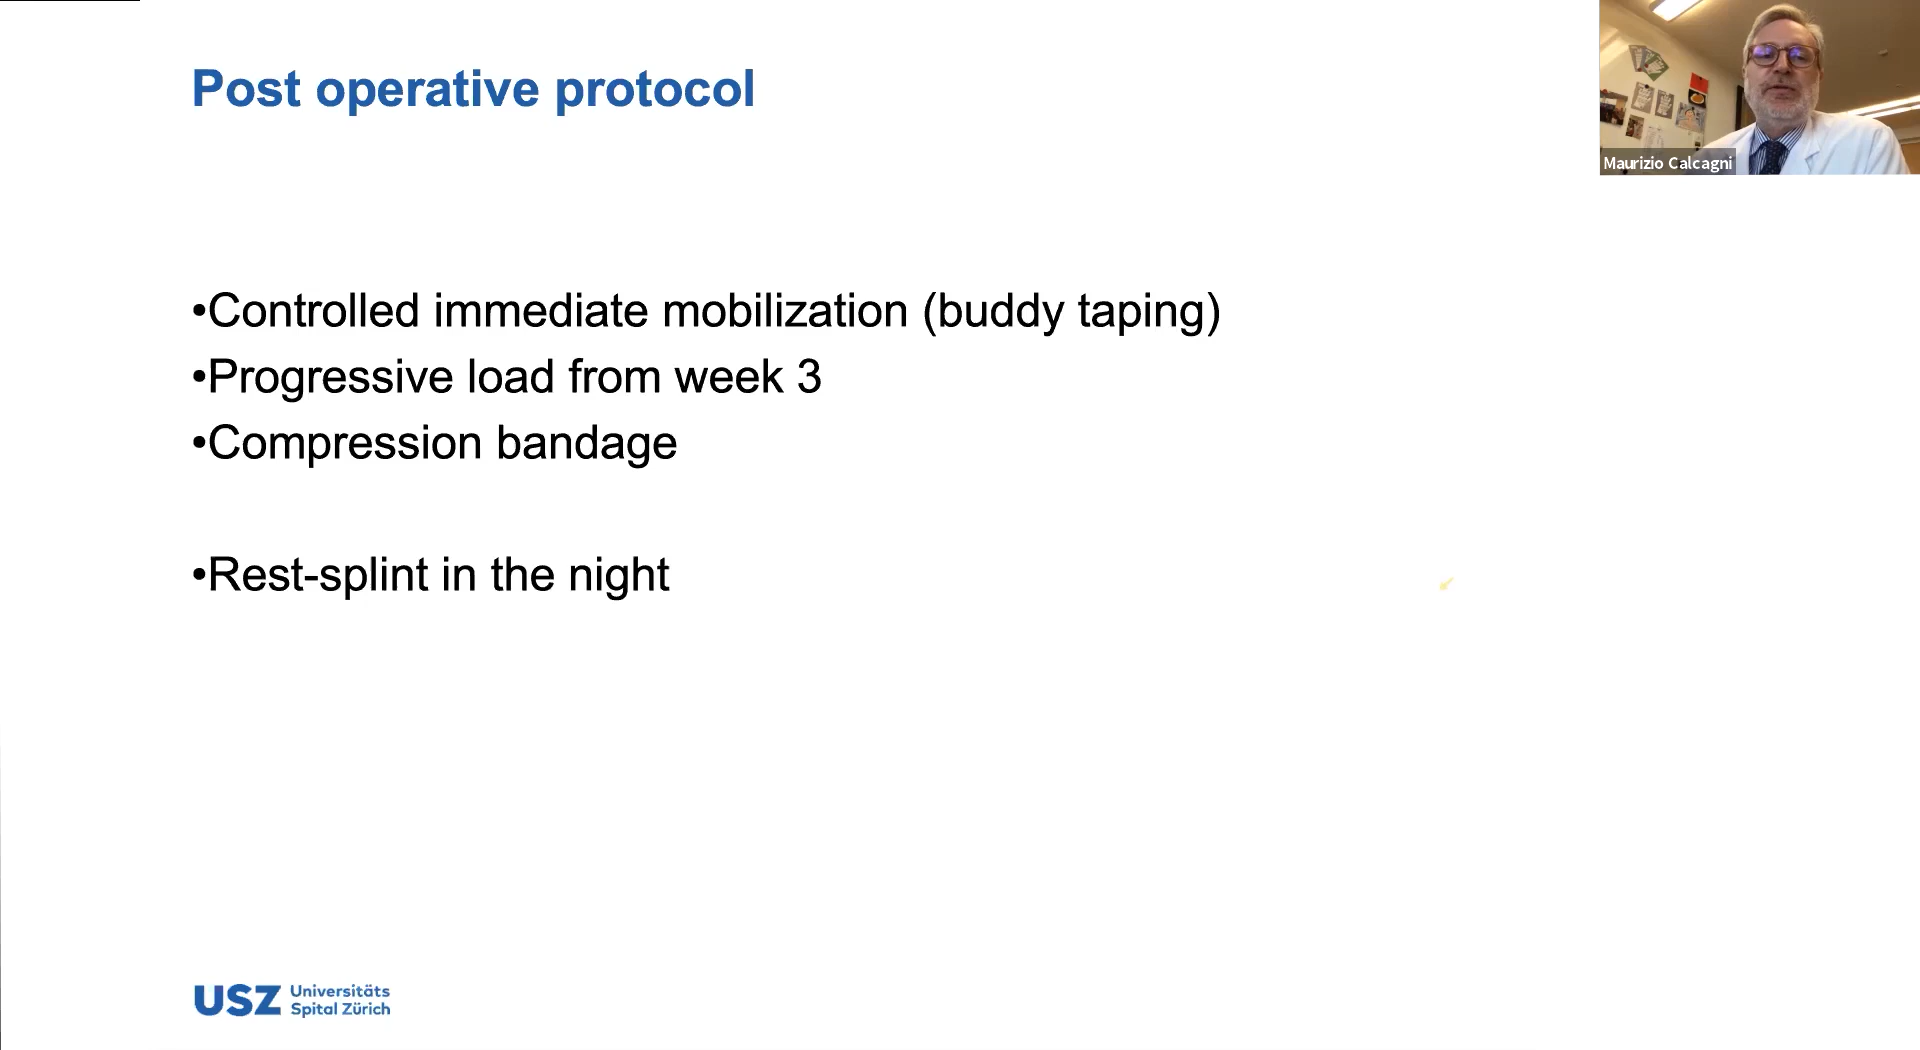 Post operative protocol
Maurizio Calcagni
•Controlled immediate mobilization (buddy taping)
•Progressive load from week 3
•Compression bandage
•Rest-splint in the night
USZ Universitäts
Spital Zürich